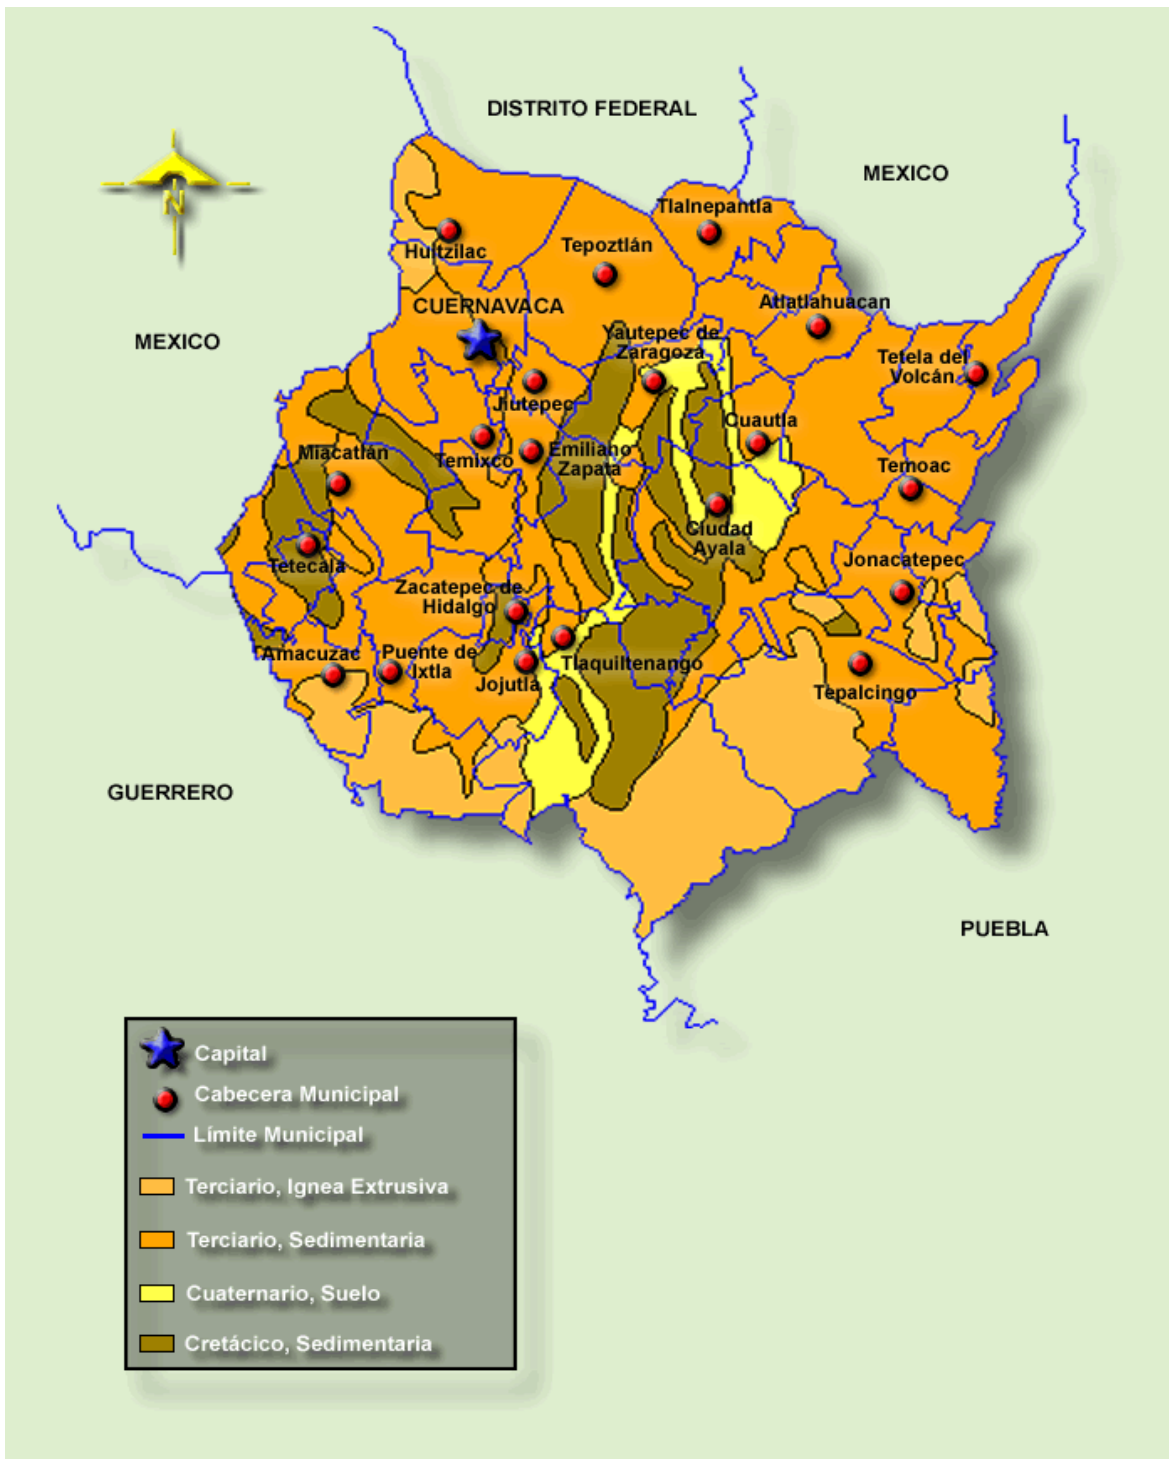 DISTRITO FEDERAL
MEXICO
N
Tlalnepantla
Huitzilac
Tepoztlán
CUERNAVACA
Atlatlahuacan
MEXICO
Yautepec de
Zaragoza
Tetela del
Volcán
Jiutepec
Cuautla
Miacatlán
Temixco
Emiliano
Zapata
Temoac
Ciudad
Ayala
Tetecala
Jonacatepec
Zacatepec de
Hidalgo
Amacuzac
Puente de
Ixtla
Jojutla
Tlaquiltenango
Tepalcingo
GUERRERO
PUEBLA
Capital
Cabecera Municipal
Límite Municipal
Terciario, Ignea Extrusiva
Terciario, Sedimentaria
Cuaternario, Suelo
Cretácico, Sedimentaria